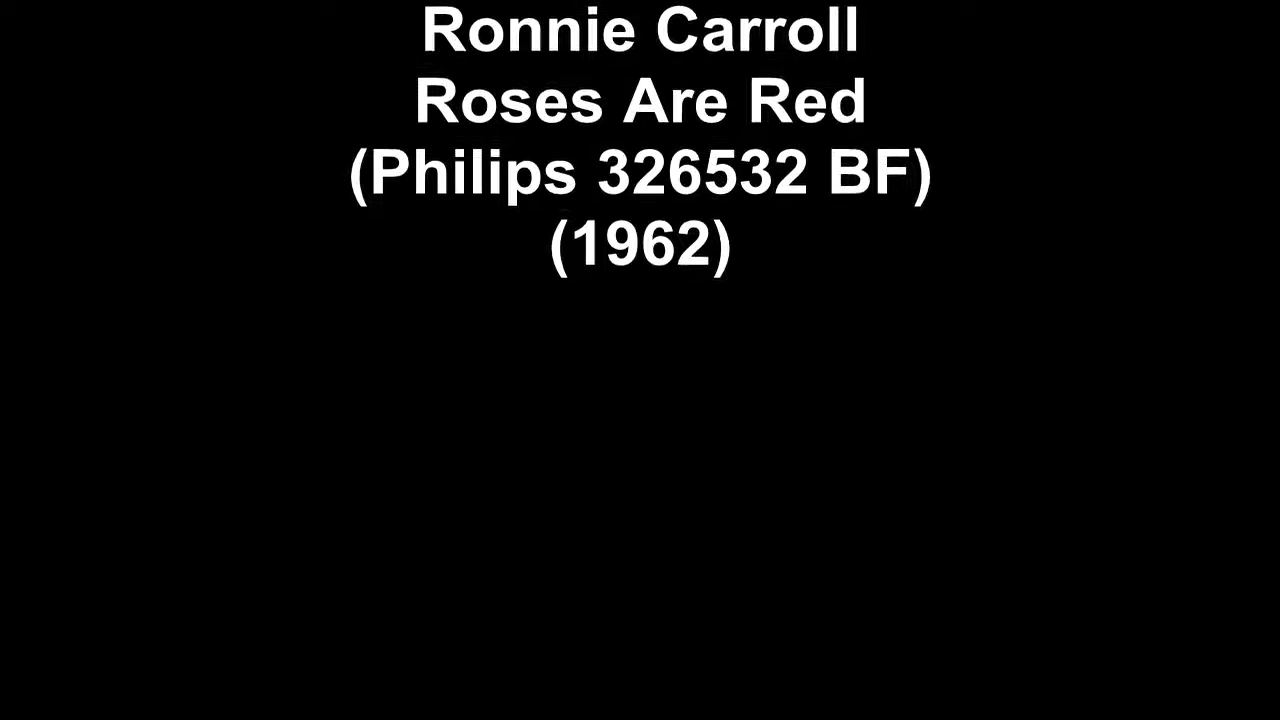 Ronnie Carroll
Roses Are Red
(Philips 326532 BF)
(1962)